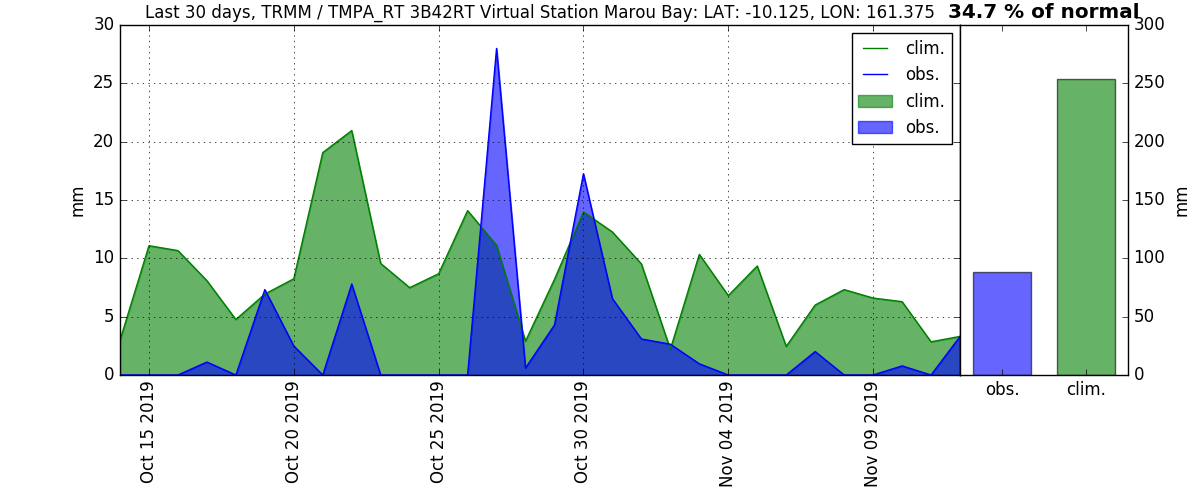 Last 30 days, TRMM / TMPA_RT 3B42RT Virtual Station Marou Bay: LAT: -10.125, LON: 161.375 34.7 % of normal
30
25
20
15
10
5
0
mm
clim.
obs.
clim.
obs.
Oct 15 2019
Oct 20 2019
Oct 25 2019
Oct 30 2019
Nov 04 2019
Nov 09 2019
300
250
200
150
100
50
0
mm
obs. clim.